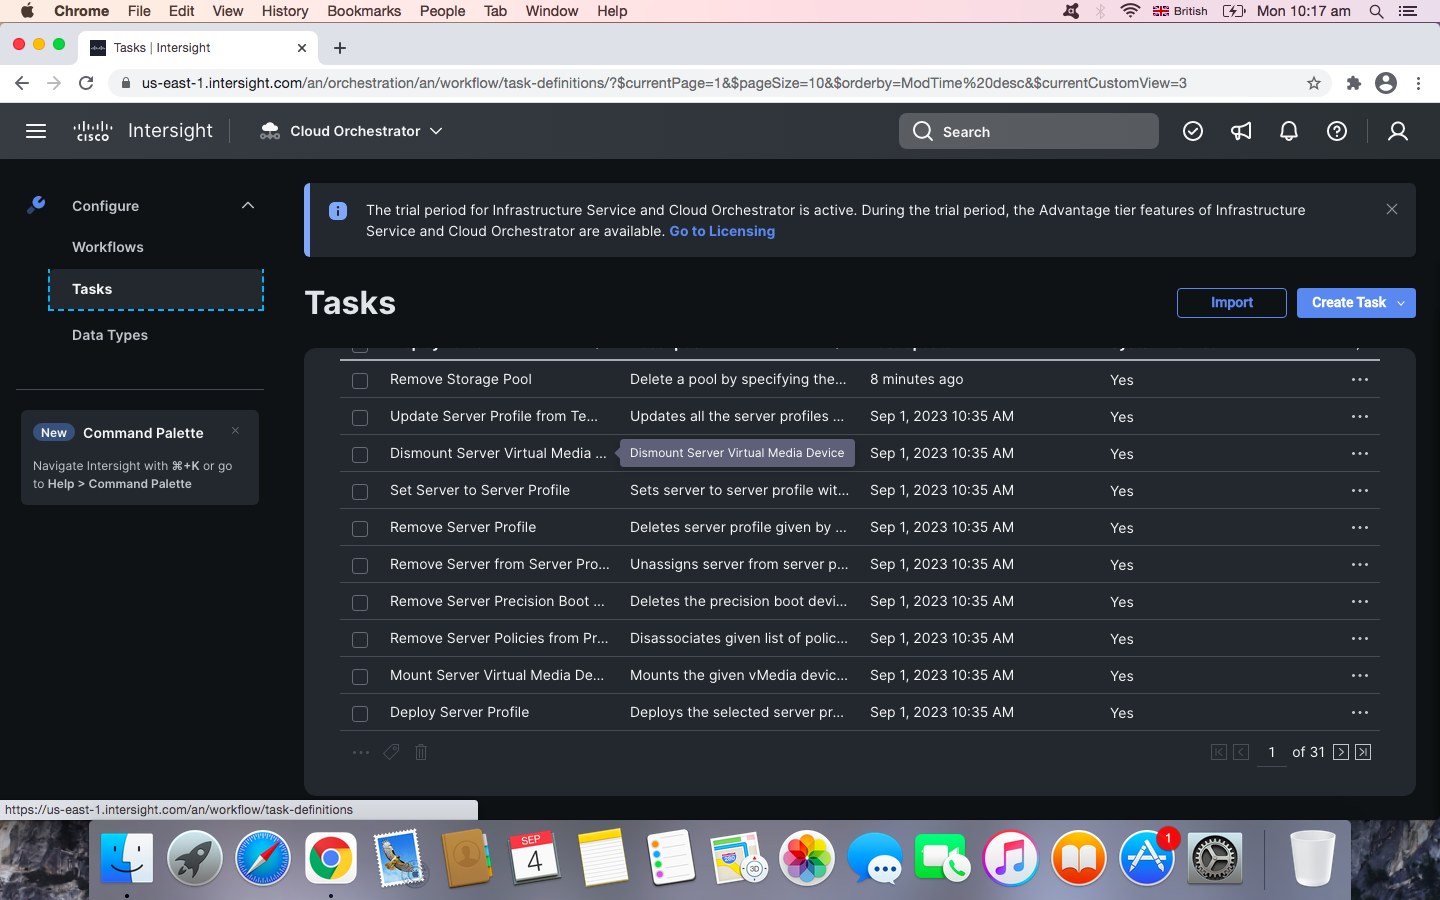 Chrome File Edit View History Bookmarks People Tab Window Help British Mon 10:17 am
Tasks | Intersight
us-east-1.intersight.com/an/orchestration/an/workflow/task-definitions/?$currentPage=1&$pageSize=10&$orderby=ModTime%20desc&$currentCustomView=3
CISCO Intersight Cloud Orchestrator Search
Configure
Workflows
Tasks
Data Types
New Command Palette
Navigate Intersight with ⌘+K or go
to Help > Command Palette
The trial period for Infrastructure Service and Cloud Orchestrator is active. During the trial period, the Advantage tier features of Infrastructure
Service and Cloud Orchestrator are available. Go to Licensing
Tasks Import Create Task
Remove Storage Pool Delete a pool by specifying the... 8 minutes ago Yes
Update Server Profile from Te... Updates all the server profiles ... Sep 1, 2023 10:35 AM Yes
Dismount Server Virtual Media ... Dismount Server Virtual Media Device Sep 1, 2023 10:35 AM Yes
Set Server to Server Profile Sets server to server profile wit... Sep 1, 2023 10:35 AM Yes
Remove Server Profile Deletes server profile given by ... Sep 1, 2023 10:35 AM Yes
Remove Server from Server Pro... Unassigns server from server p... Sep 1, 2023 10:35 AM Yes
Remove Server Precision Boot ... Deletes the precision boot devi... Sep 1, 2023 10:35 AM Yes
Remove Server Policies from Pr... Disassociates given list of polic... Sep 1, 2023 10:35 AM Yes
Mount Server Virtual Media De... Mounts the given vMedia devic... Sep 1, 2023 10:35 AM Yes
Deploy Server Profile Deploys the selected server pr... Sep 1, 2023 10:35 AM Yes
1 of 31
https://us-east-1.intersight.com/an/workflow/task-definitions
SEP
4
280
3D
1